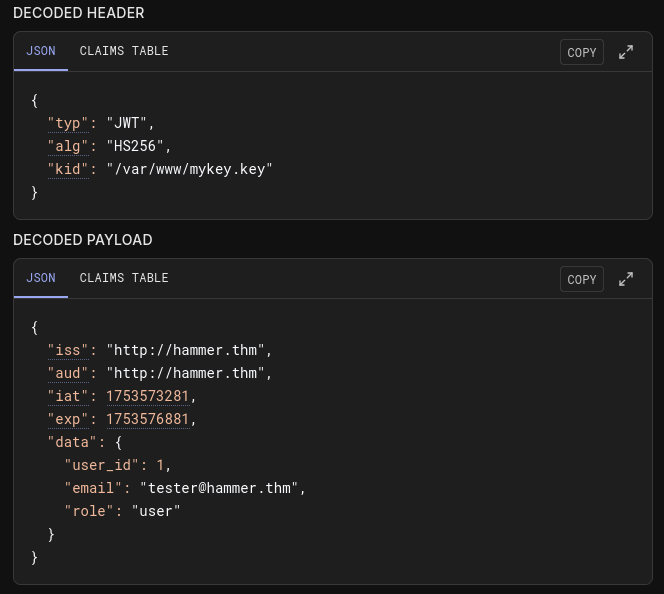 DECODED HEADER
JSON CLAIMS TABLE COPY
{
"typ": "JWT",
"alg": "HS256",
"kid": "/var/www/mykey.key"
}
DECODED PAYLOAD
JSON CLAIMS TABLE COPY
{
"iss": "http://hammer.thm",
"aud": "http://hammer.thm",
"iat": 1753573281,
"exp": 1753576881,
"data": {
"user_id": 1,
"email": "tester@hammer.thm",
"role": "user"
}
}